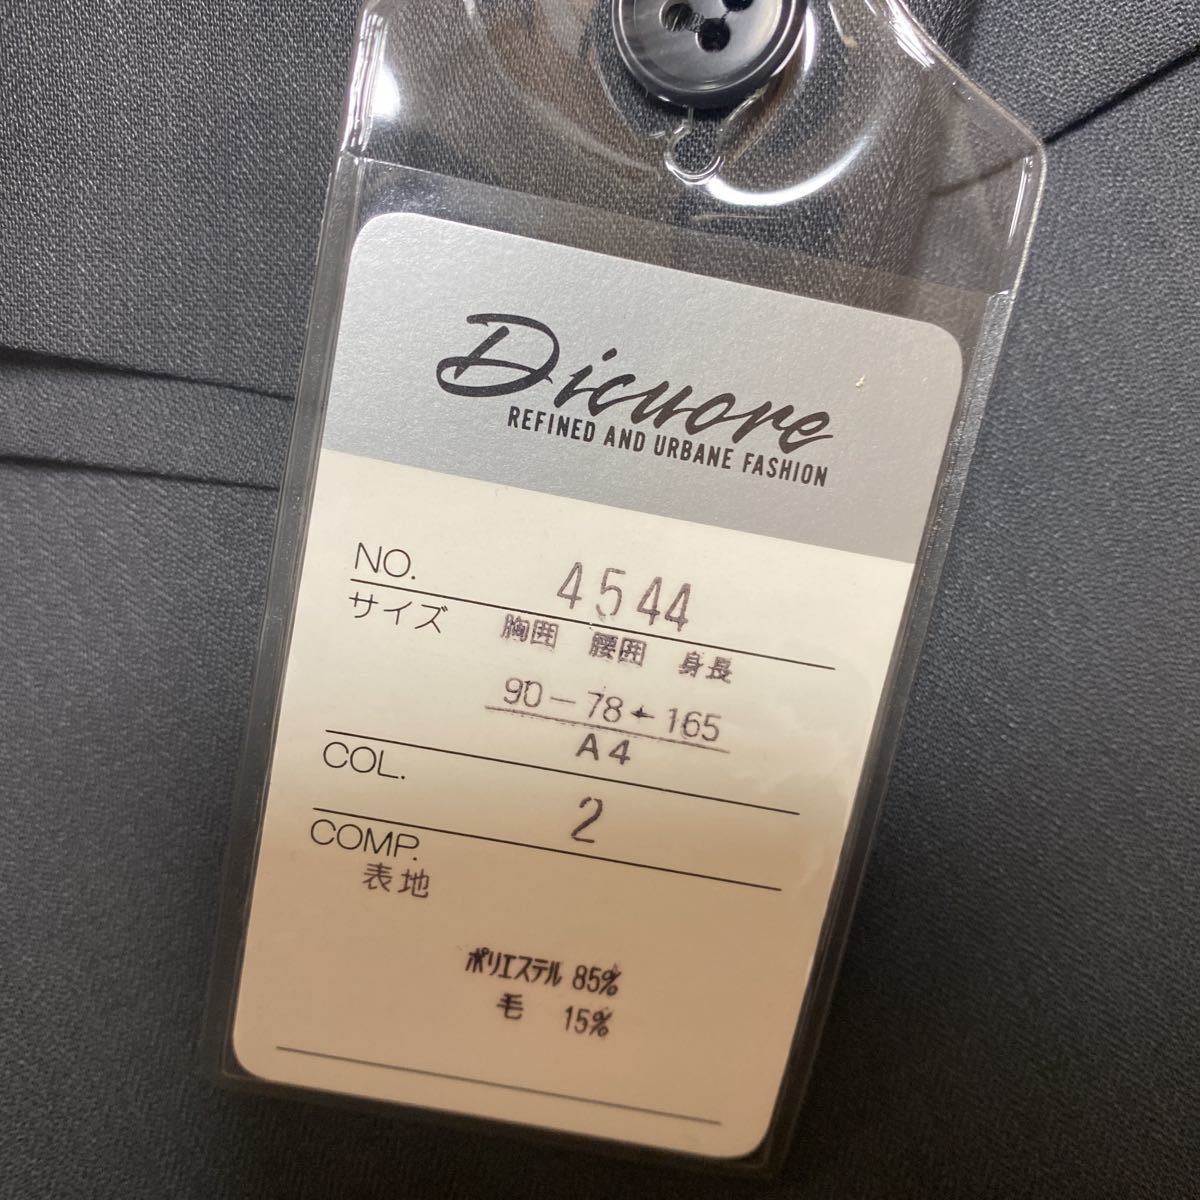 Dicuore
REFINED AND URBANE FASHION
NO. 4544
サイズ 胸囲 腰囲 身長
90-78-165
A4
COL. 2
COMP.
表地
ポリエステル 85%
毛 15%